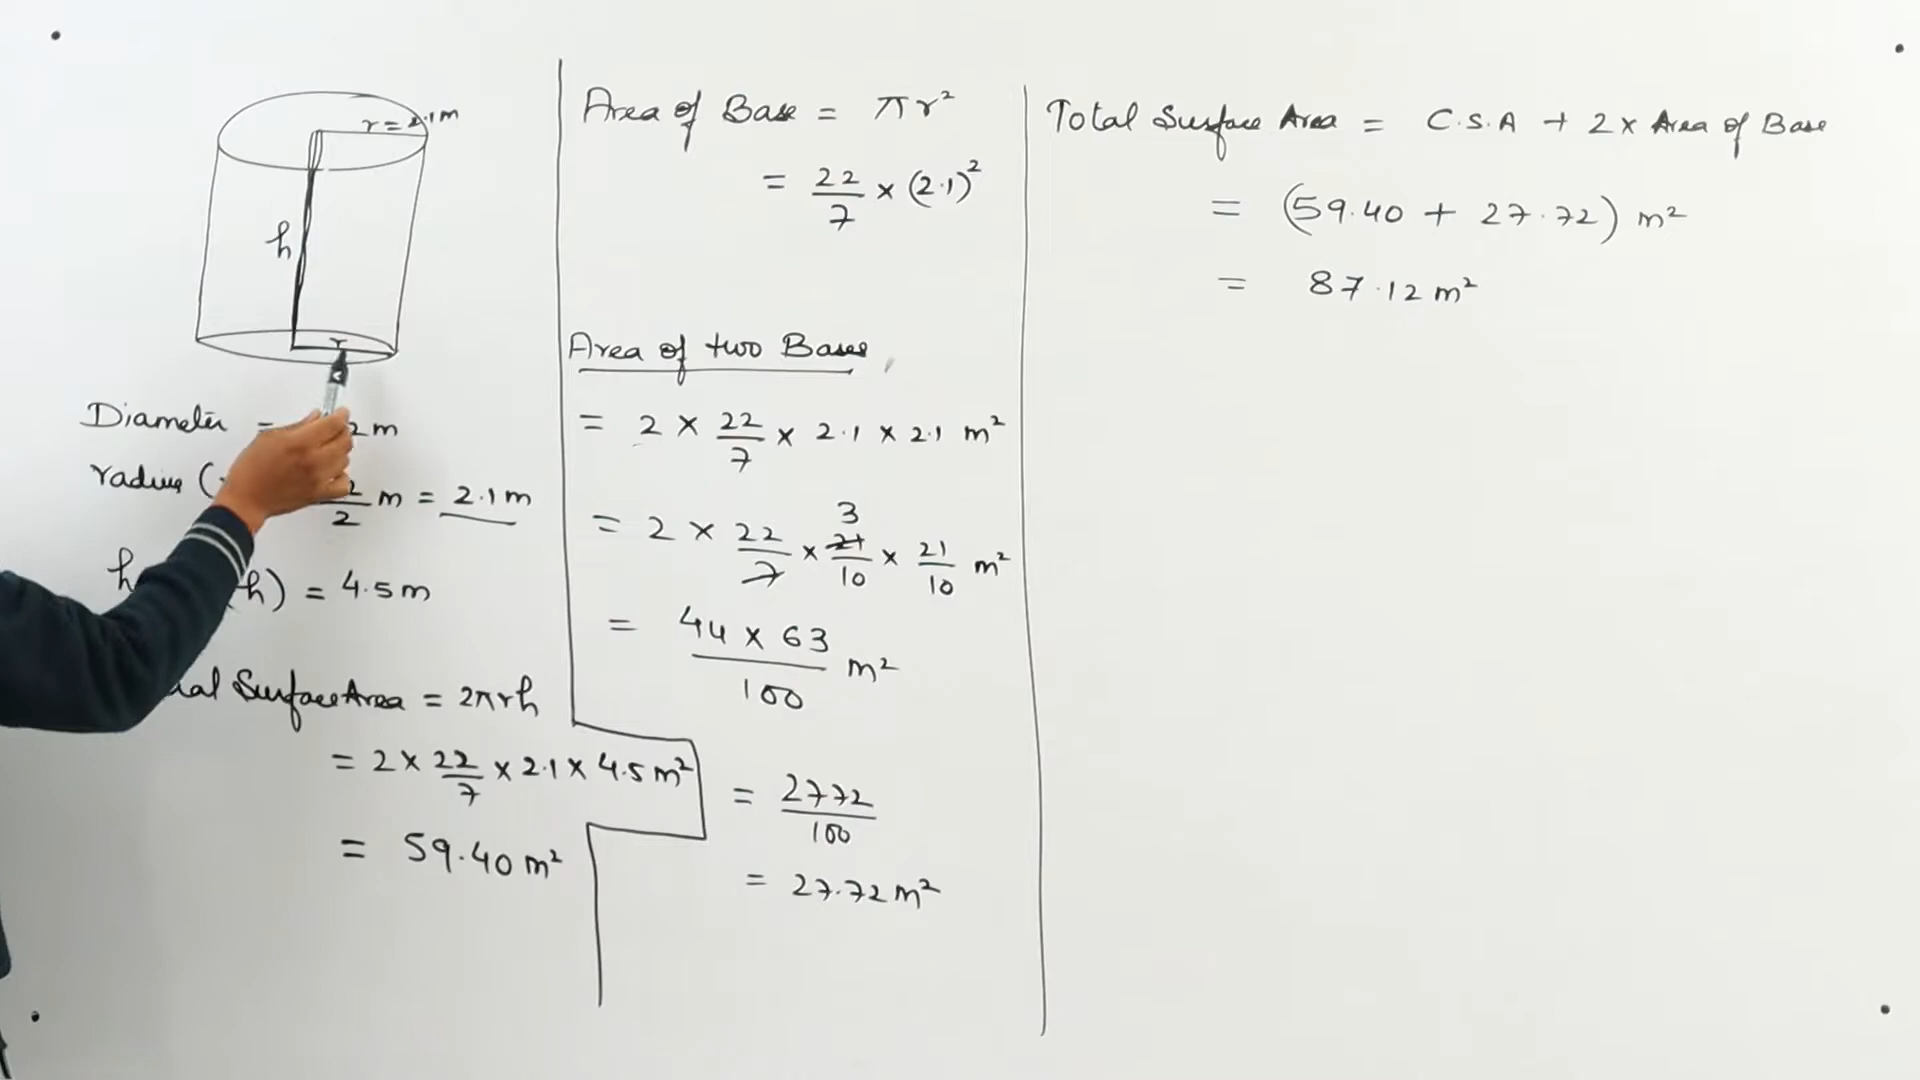 r = 2.1 m
h
r
Diameter = 2 m
radius ( 2/2 m = 2.1 m
h h) = 4.5 m
al Surface Area = 2πrh
= 2 × 22/7 × 2.1 × 4.5 m²
= 59.40 m²
Area of Base = πr²
= 22/7 × (2.1)²
Area of two Bases
= 2 × 22/7 × 2.1 × 2.1 m²
3
= 2 × 22/7 × 21/10 × 21/10 m²
= 44 × 63/100 m²
= 2772/100
= 27.72 m²
Total Surface Area = C.S.A + 2 × Area of Base
= (59.40 + 27.72) m²
= 87.12 m²